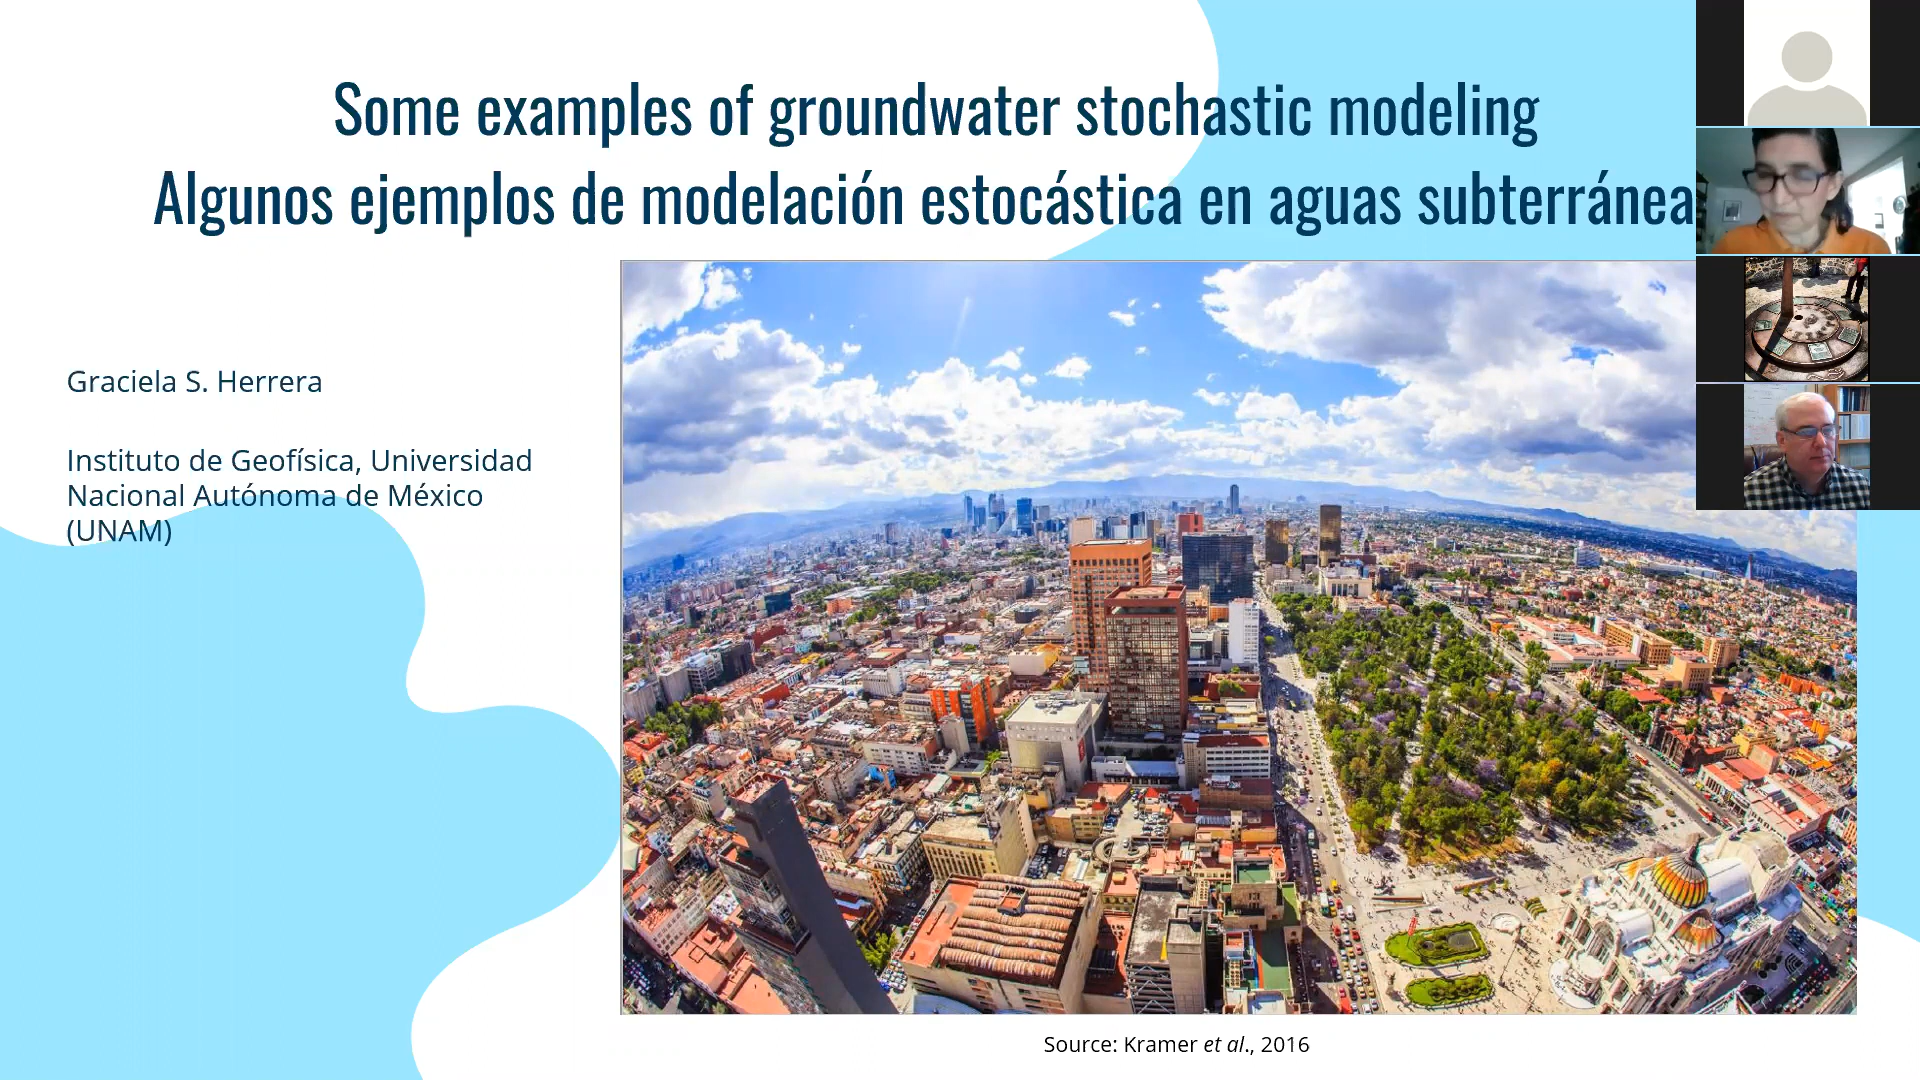 Some examples of groundwater stochastic modeling
Algunos ejemplos de modelación estocástica en aguas subterránea
Graciela S. Herrera
Instituto de Geofísica, Universidad
Nacional Autónoma de México
(UNAM)
Source: Kramer et al., 2016